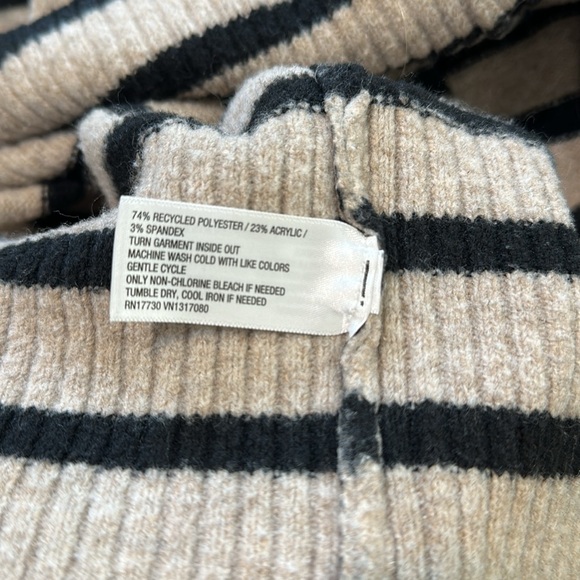 74% RECYCLED POLYESTER / 23% ACRYLIC /
3% SPANDEX
TURN GARMENT INSIDE OUT
MACHINE WASH COLD WITH LIKE COLORS
GENTLE CYCLE
ONLY NON-CHLORINE BLEACH IF NEEDED
TUMBLE DRY, COOL IRON IF NEEDED
RN17730 VN1317080